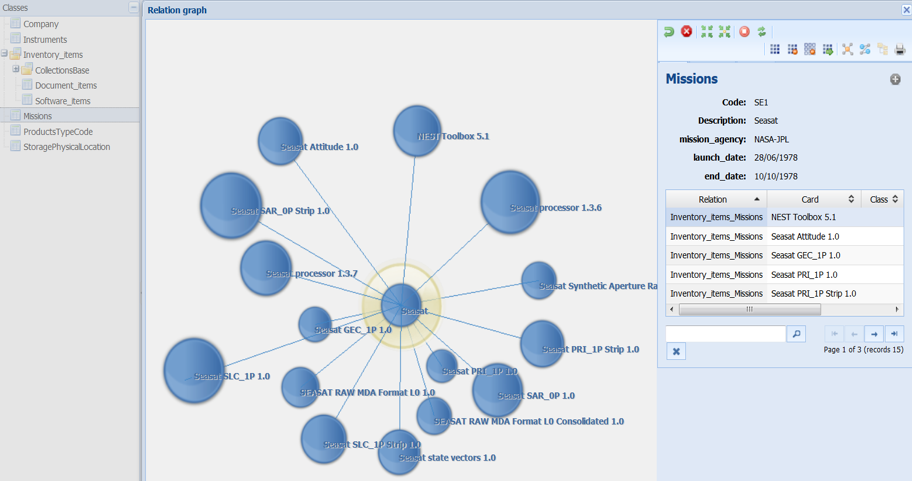 Classes
Company
Instruments
Inventory_items
CollectionsBase
Document_items
Software_items
Missions
ProductsTypeCode
StoragePhysicalLocation
Relation graph
NEST Toolbox 5.1
Seasat Attitude 1.0
Seasat SAR_0P Strip 1.0
Seasat processor 1.3.6
Seasat processor 1.3.7
Seasat Synthetic Aperture Ra
Seasat
Seasat GEC_1P 1.0
Seasat PRI_1P Strip 1.0
Seasat PRI_1P 1.0
Seasat SLC_1P 1.0
SEASAT RAW MDA Format L0 1.0
Seasat SAR_0P 1.0
SEASAT RAW MDA Format L0 Consolidated 1.0
Seasat SLC_1P Strip 1.0
Seasat state vectors 1.0
Missions
Code: SE1
Description: Seasat
mission_agency: NASA-JPL
launch_date: 28/06/1978
end_date: 10/10/1978
Relation Card Class
Inventory_items_Missions NEST Toolbox 5.1
Inventory_items_Missions Seasat Attitude 1.0
Inventory_items_Missions Seasat GEC_1P 1.0
Inventory_items_Missions Seasat PRI_1P 1.0
Inventory_items_Missions Seasat PRI_1P Strip 1.0
Page 1 of 3 (records 15)